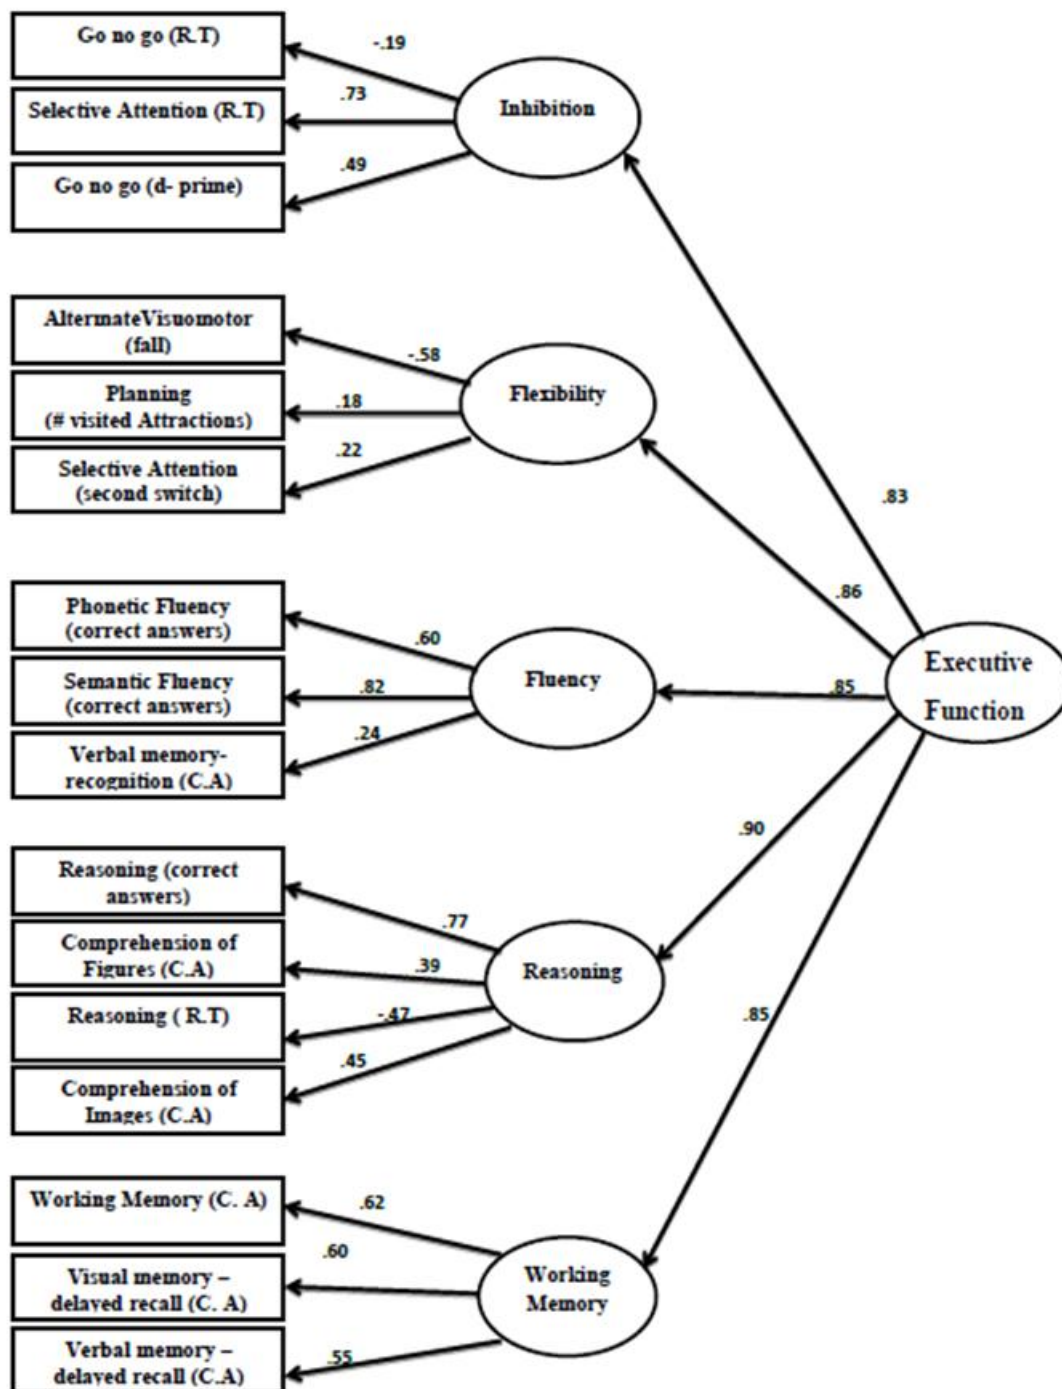 Go no go (R.T)
-.19
Selective Attention (R.T)
.73
Inhibition
Go no go (d- prime)
.49
AltermateVisuomotor
(fall)
-.58
Planning
(# visited Attractions)
.18
Flexibility
Selective Attention
(second switch)
.22
.83
.86
Phonetic Fluency
(correct answers)
.60
Semantic Fluency
(correct answers)
.82
Fluency
.85
Executive
Function
Verbal memory-
recognition (C.A)
.24
.90
Reasoning (correct
answers)
.77
Comprehension of
Figures (C.A)
.39
Reasoning
Reasoning ( R.T)
-.47
.85
Comprehension of
Images (C.A)
.45
Working Memory (C. A)
.62
.60
Visual memory –
delayed recall (C. A)
Working
Memory
Verbal memory –
delayed recall (C.A)
.55